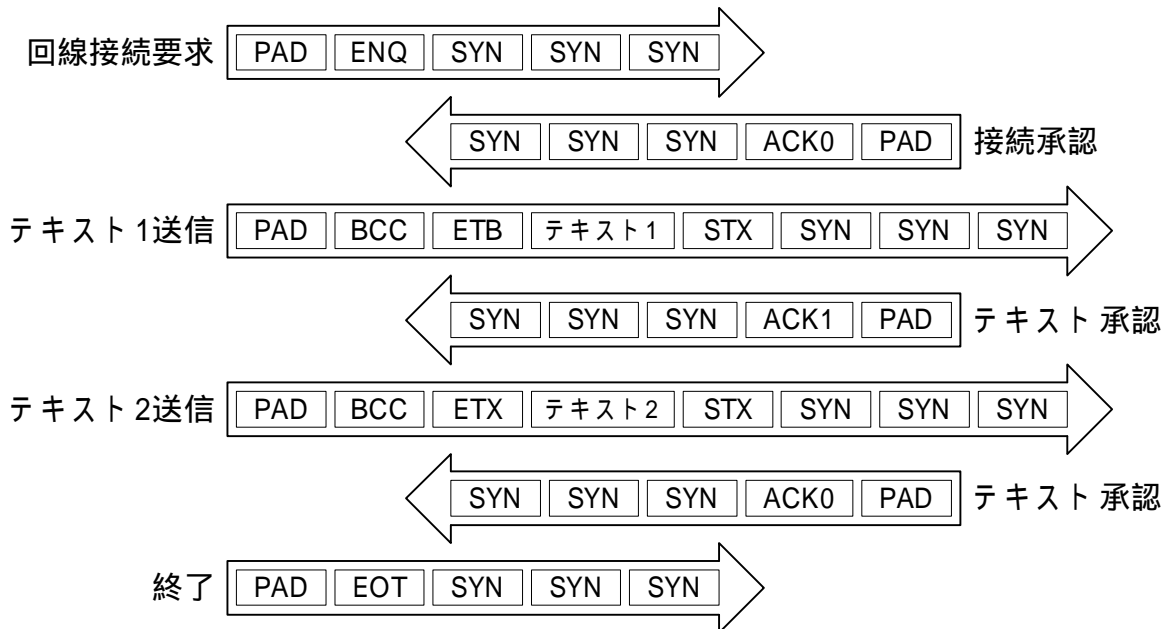 回線接続要求 PAD ENQ SYN SYN SYN
SYN SYN SYN ACK0 PAD 接続承認
テキスト1送信 PAD BCC ETB テキスト1 STX SYN SYN SYN
SYN SYN SYN ACK1 PAD テキスト承認
テキスト2送信 PAD BCC ETX テキスト2 STX SYN SYN SYN
SYN SYN SYN ACK0 PAD テキスト承認
終了 PAD EOT SYN SYN SYN